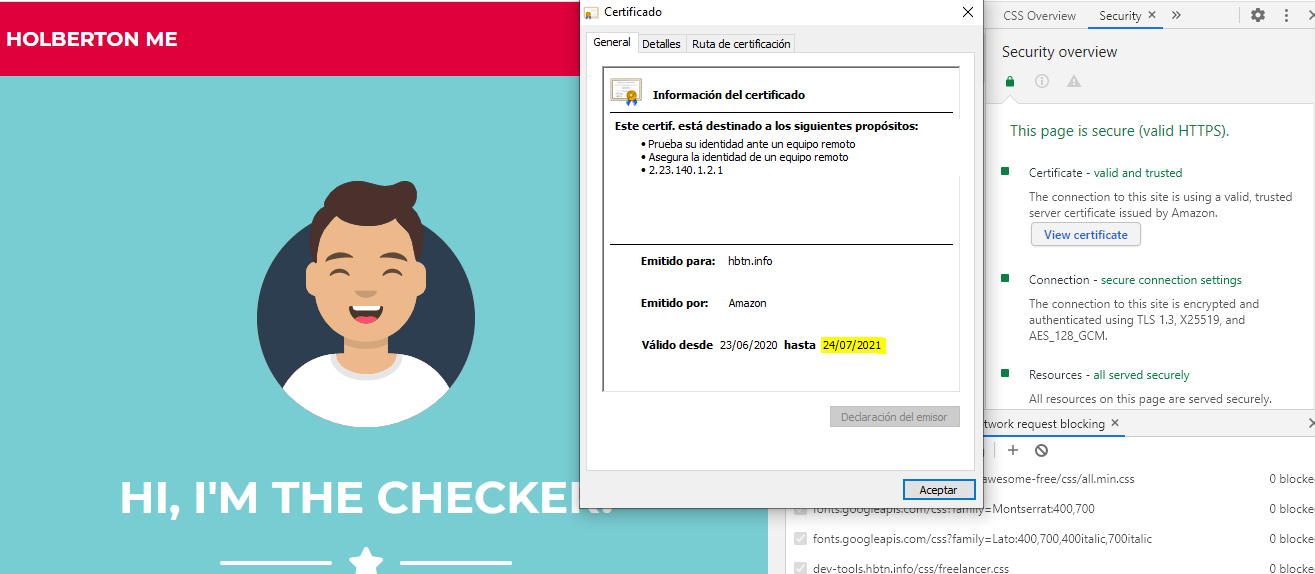 HOLBERTON ME
HI, I'M THE CHECKER!
Certificado
General Detalles Ruta de certificación
Información del certificado
Este certif. está destinado a los siguientes propósitos:
• Prueba su identidad ante un equipo remoto
• Asegura la identidad de un equipo remoto
• 2.23.140.1.2.1
Emitido para: hbtn.info
Emitido por: Amazon
Válido desde 23/06/2020 hasta 24/07/2021
Declaración del emisor
Aceptar
CSS Overview Security
Security overview
This page is secure (valid HTTPS).
Certificate - valid and trusted
The connection to this site is using a valid, trusted
server certificate issued by Amazon.
View certificate
Connection - secure connection settings
The connection to this site is encrypted and
authenticated using TLS 1.3, X25519, and
AES_128_GCM.
Resources - all served securely
All resources on this page are served securely.
twork request blocking
awesome-free/css/all.min.css 0 blocke
fonts.googleapis.com/css?family=Montserrat:400,700 0 blocke
fonts.googleapis.com/css?family=Lato:400,700,400italic,700italic 0 blocke
dev-tools.hbtn.info/css/freelancer.css 0 blocke